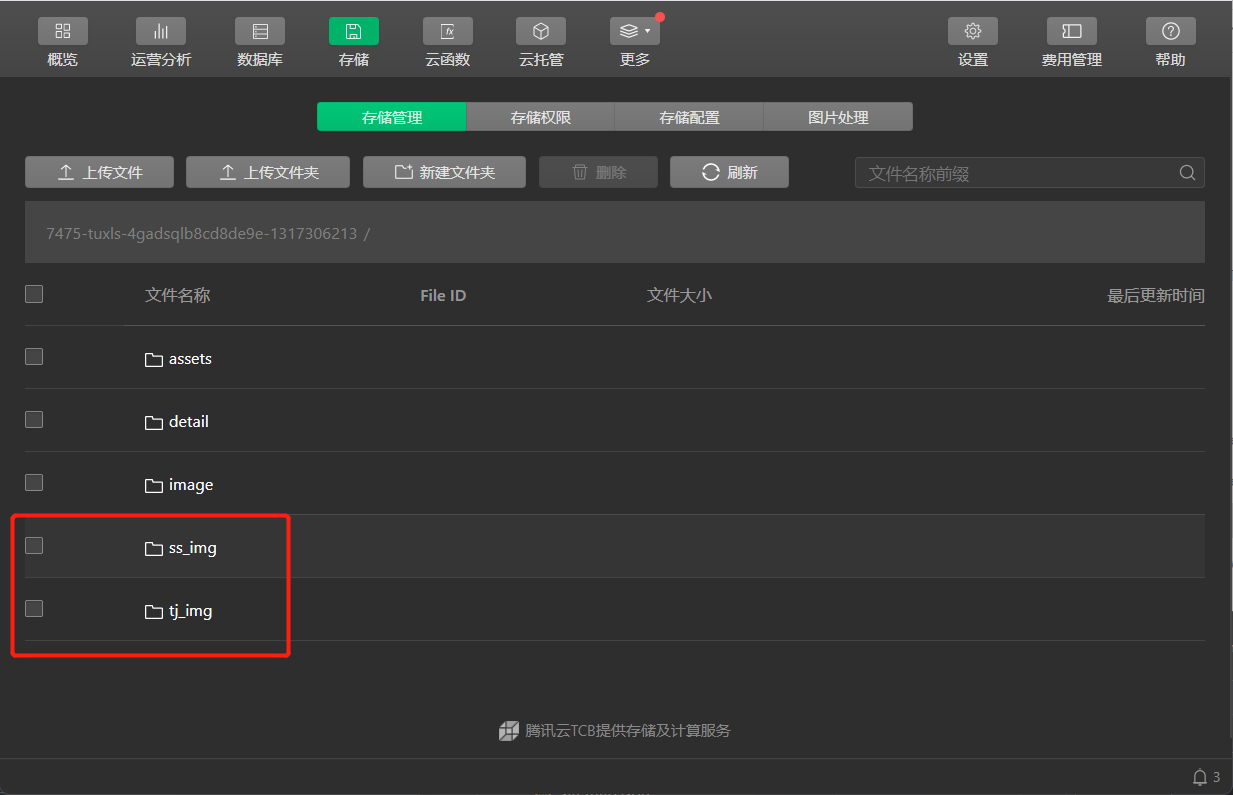 概览 运营分析 数据库 存储 云函数 云托管 更多 设置 费用管理 帮助
存储管理 存储权限 存储配置 图片处理
上传文件 上传文件夹 新建文件夹 删除 刷新 文件名称前缀
7475-tuxls-4gadsqlb8cd8de9e-1317306213 /
文件名称 File ID 文件大小 最后更新时间
assets
detail
image
ss_img
tj_img
腾讯云TCB提供存储及计算服务
3